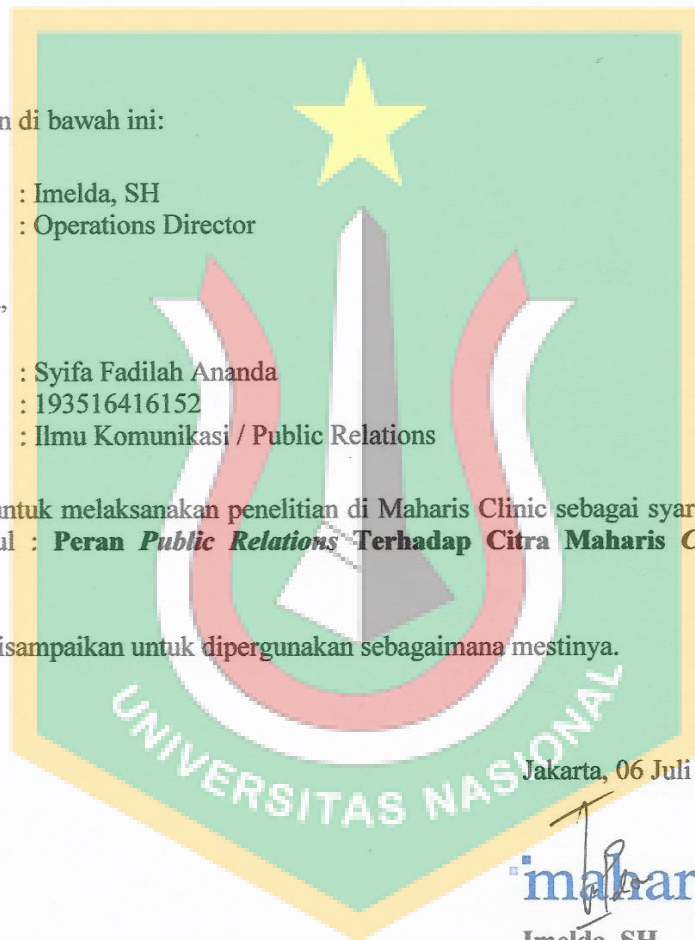 n di bawah ini:
: Imelda, SH
: Operations Director
,
: Syifa Fadilah Ananda
: 193516416152
: Ilmu Komunikasi / Public Relations
untuk melaksanakan penelitian di Maharis Clinic sebagai syar
ul : Peran Public Relations Terhadap Citra Maharis C
isampaikan untuk dipergunakan sebagaimana mestinya.
UNIVERSITAS NASIONAL
Jakarta, 06 Juli
mahar
Imelda, SH